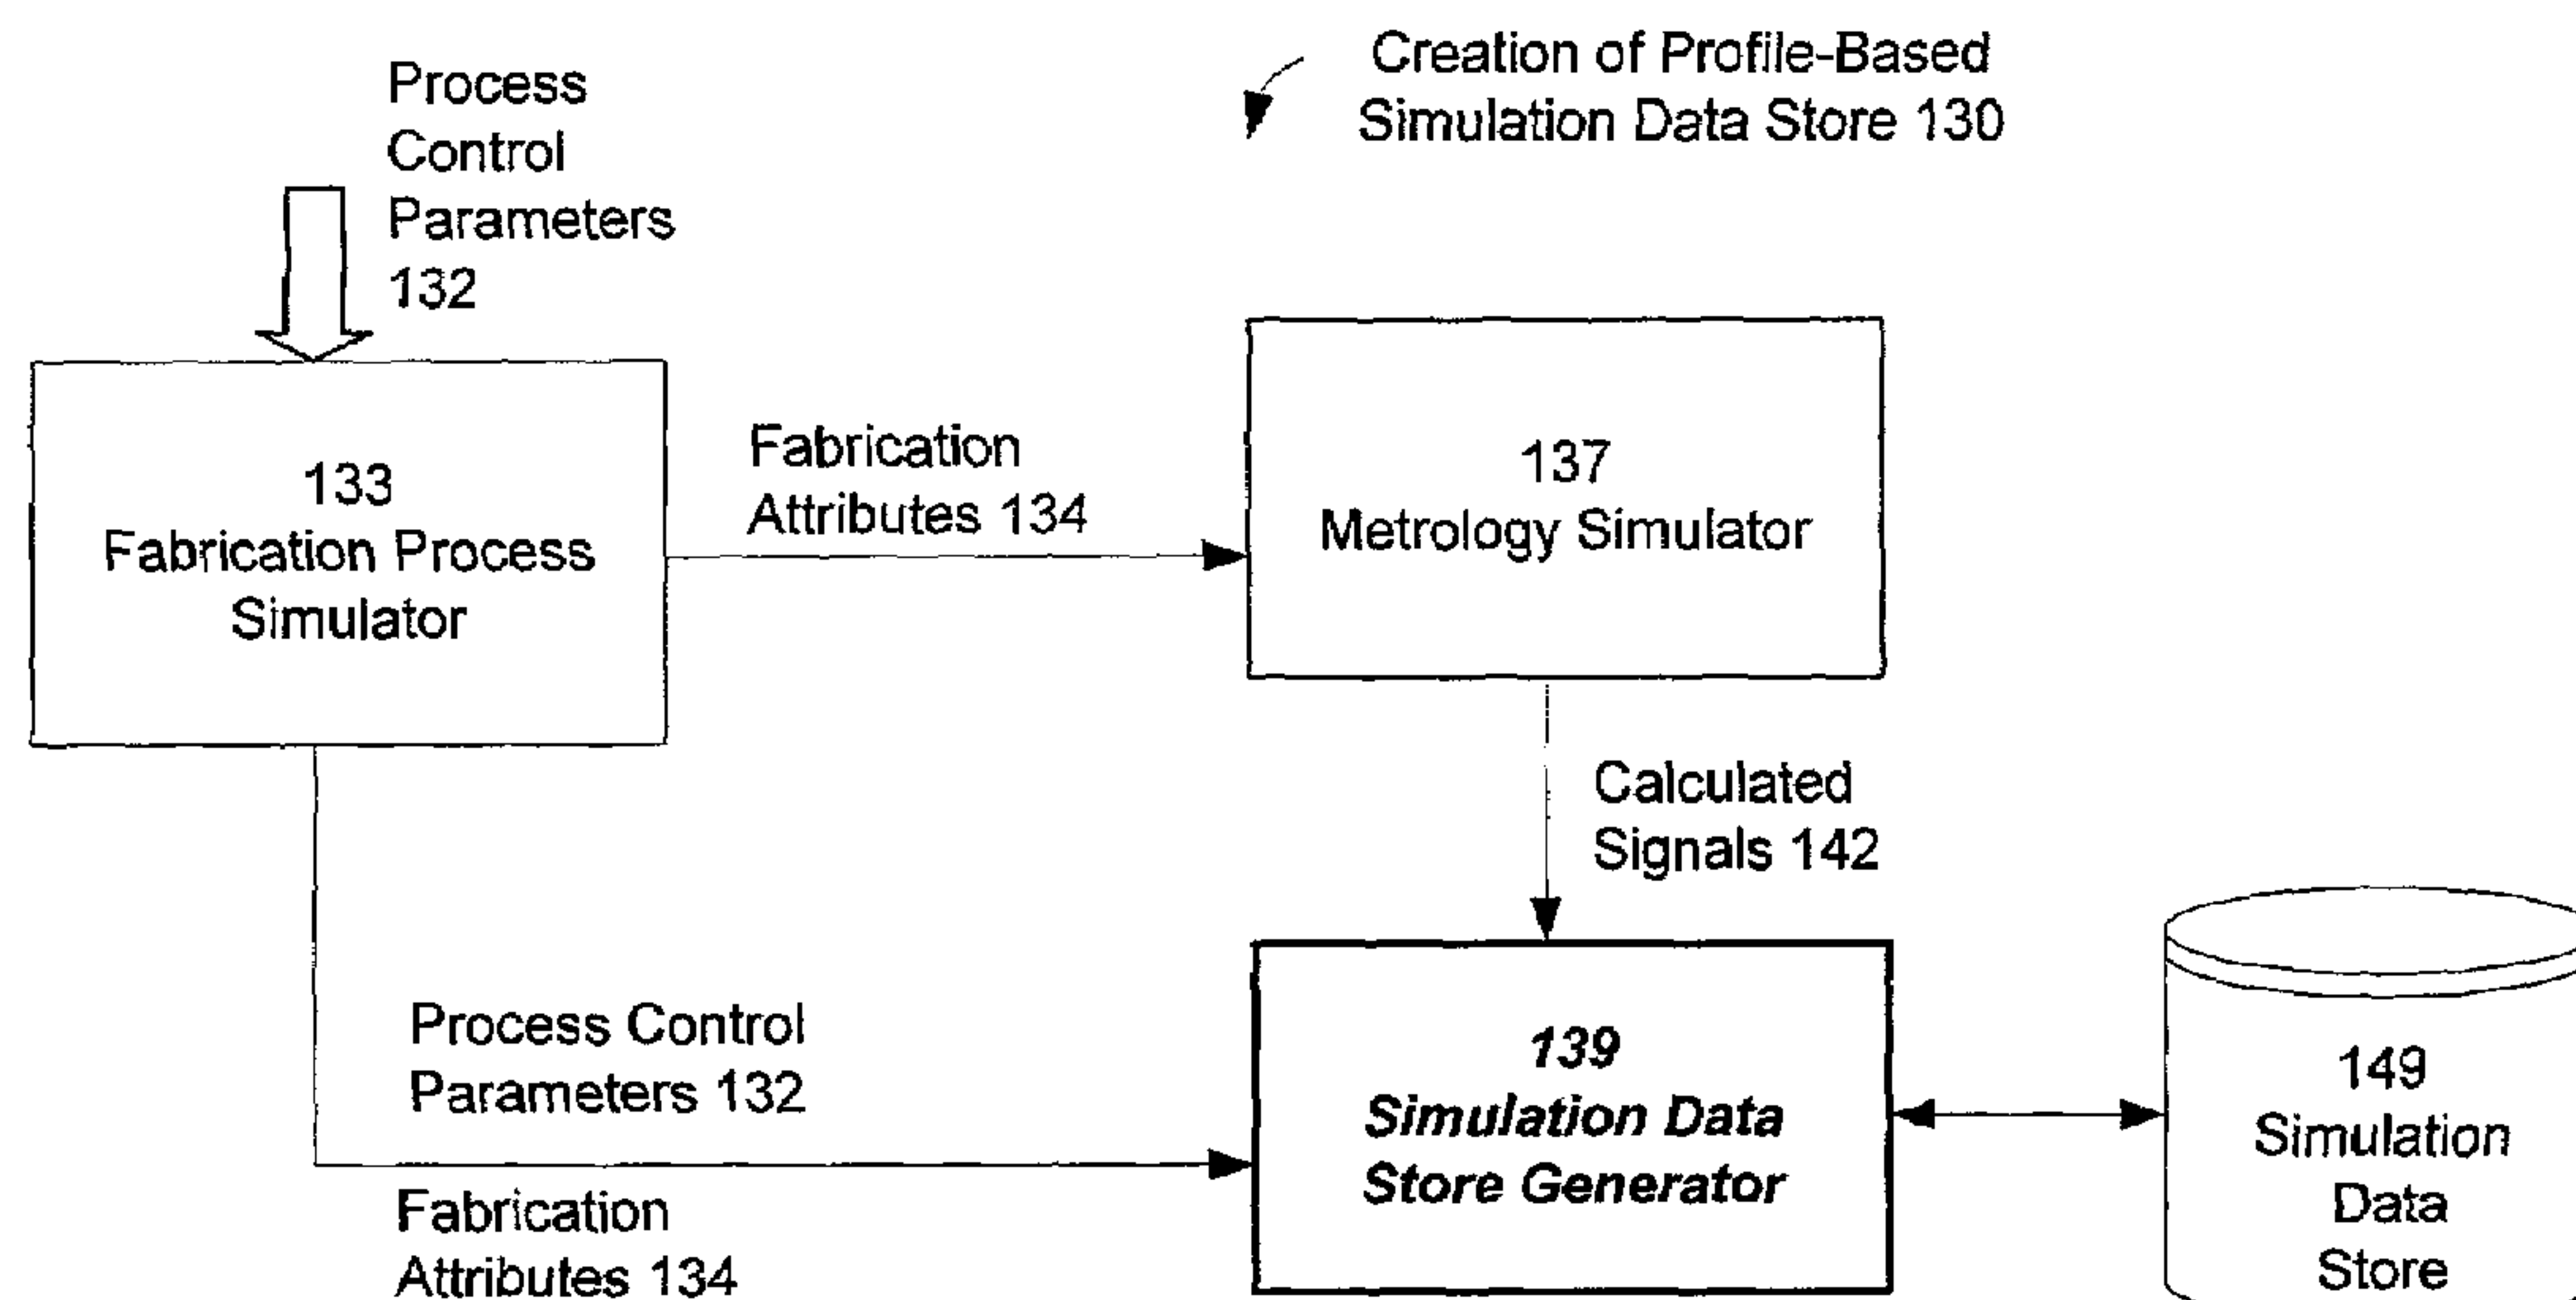 Creation of Profile-Based
Simulation Data Store 130
Process
Control
Parameters
132
133
Fabrication Process
Simulator
Fabrication
Attributes 134
137
Metrology Simulator
Calculated
Signals 142
Process Control
Parameters 132
Fabrication
Attributes 134
139
Simulation Data
Store Generator
149
Simulation
Data
Store